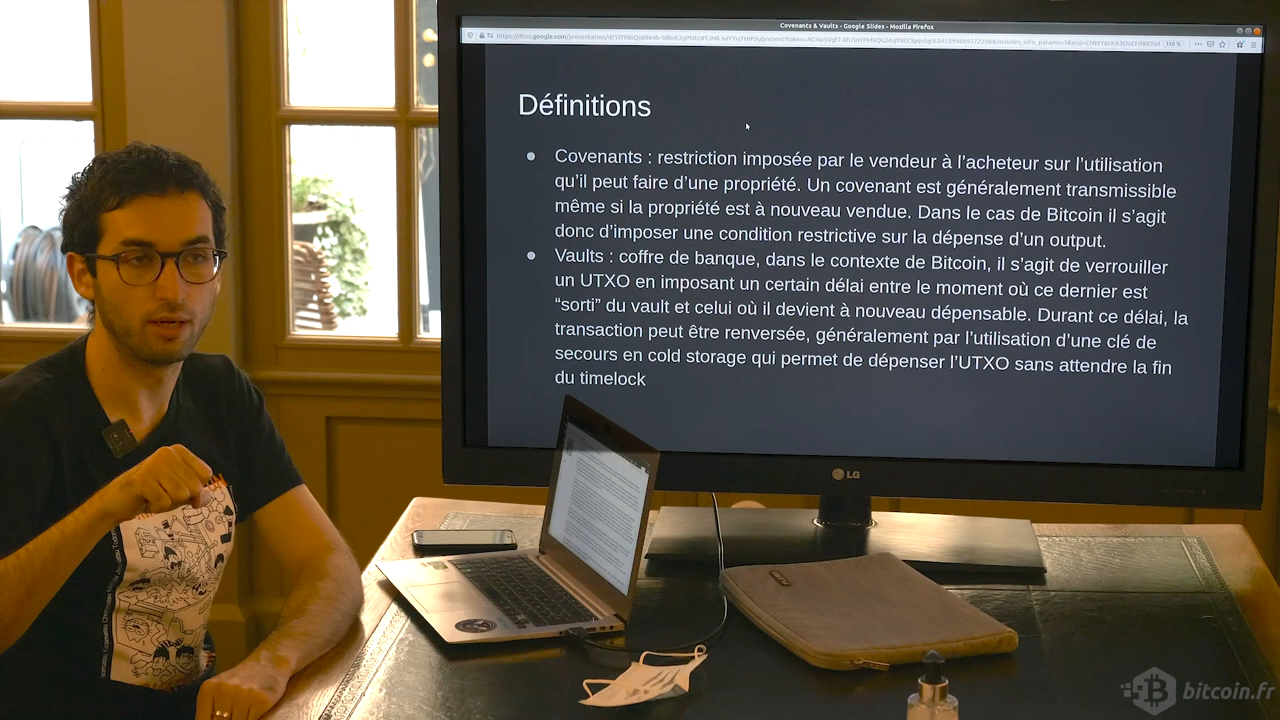 Covenants & Vaults - Google Slides - Mozilla Firefox
150 %
Définitions
Covenants : restriction imposée par le vendeur à l'acheteur sur l'utilisation
qu'il peut faire d'une propriété. Un covenant est généralement transmissible
même si la propriété est à nouveau vendue. Dans le cas de Bitcoin il s'agit
donc d'imposer une condition restrictive sur la dépense d'un output.
Vaults : coffre de banque, dans le contexte de Bitcoin, il s'agit de verrouiller
un UTXO en imposant un certain délai entre le moment où ce dernier est
“sorti” du vault et celui où il devient à nouveau dépensable. Durant ce délai, la
transaction peut être renversée, généralement par l'utilisation d'une clé de
secours en cold storage qui permet de dépenser l'UTXO sans attendre la fin
du timelock
LG
bitcoin.fr